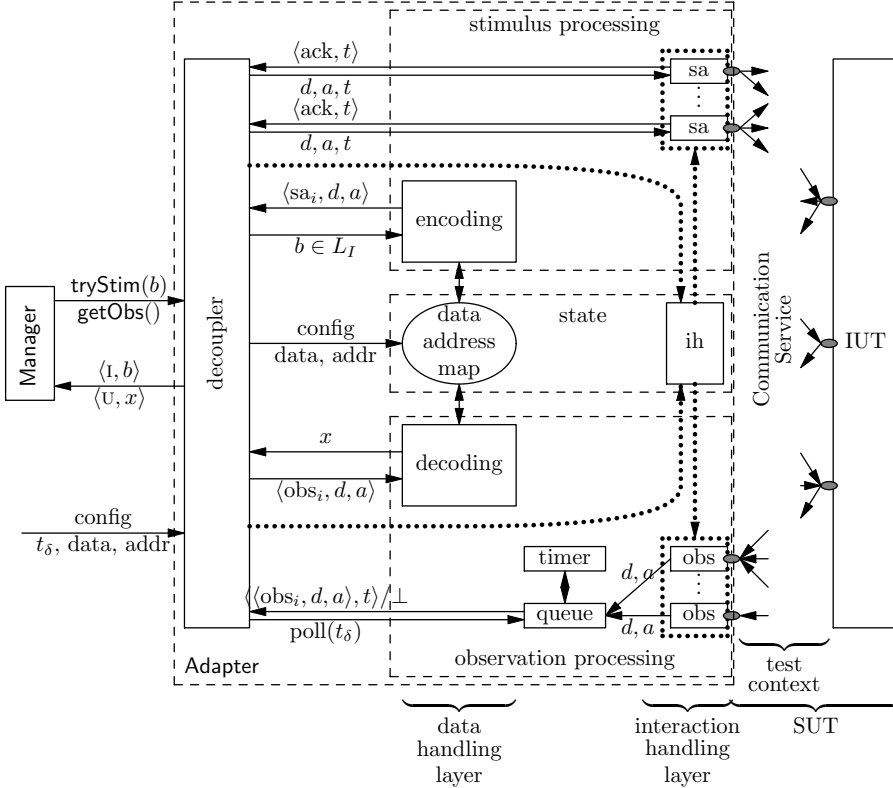 stimulus processing
⟨ack, t⟩
d, a, t
sa
⋮
⟨ack, t⟩
d, a, t
sa
⟨sa_i, d, a⟩
encoding
b ∈ L_I
Manager
tryStim(b)
getObs()
⟨I, b⟩
⟨U, x⟩
decoupler
config
data, addr
data
address
map
state
ih
Communication
Service
IUT
x
decoding
⟨obs_i, d, a⟩
config
t_δ, data, addr
timer
d, a
obs
⋮
⟨⟨obs_i, d, a⟩, t⟩/⊥
poll(t_δ)
queue
d, a
obs
Adapter
observation processing
test
context
data
handling
layer
interaction
handling
layer
SUT